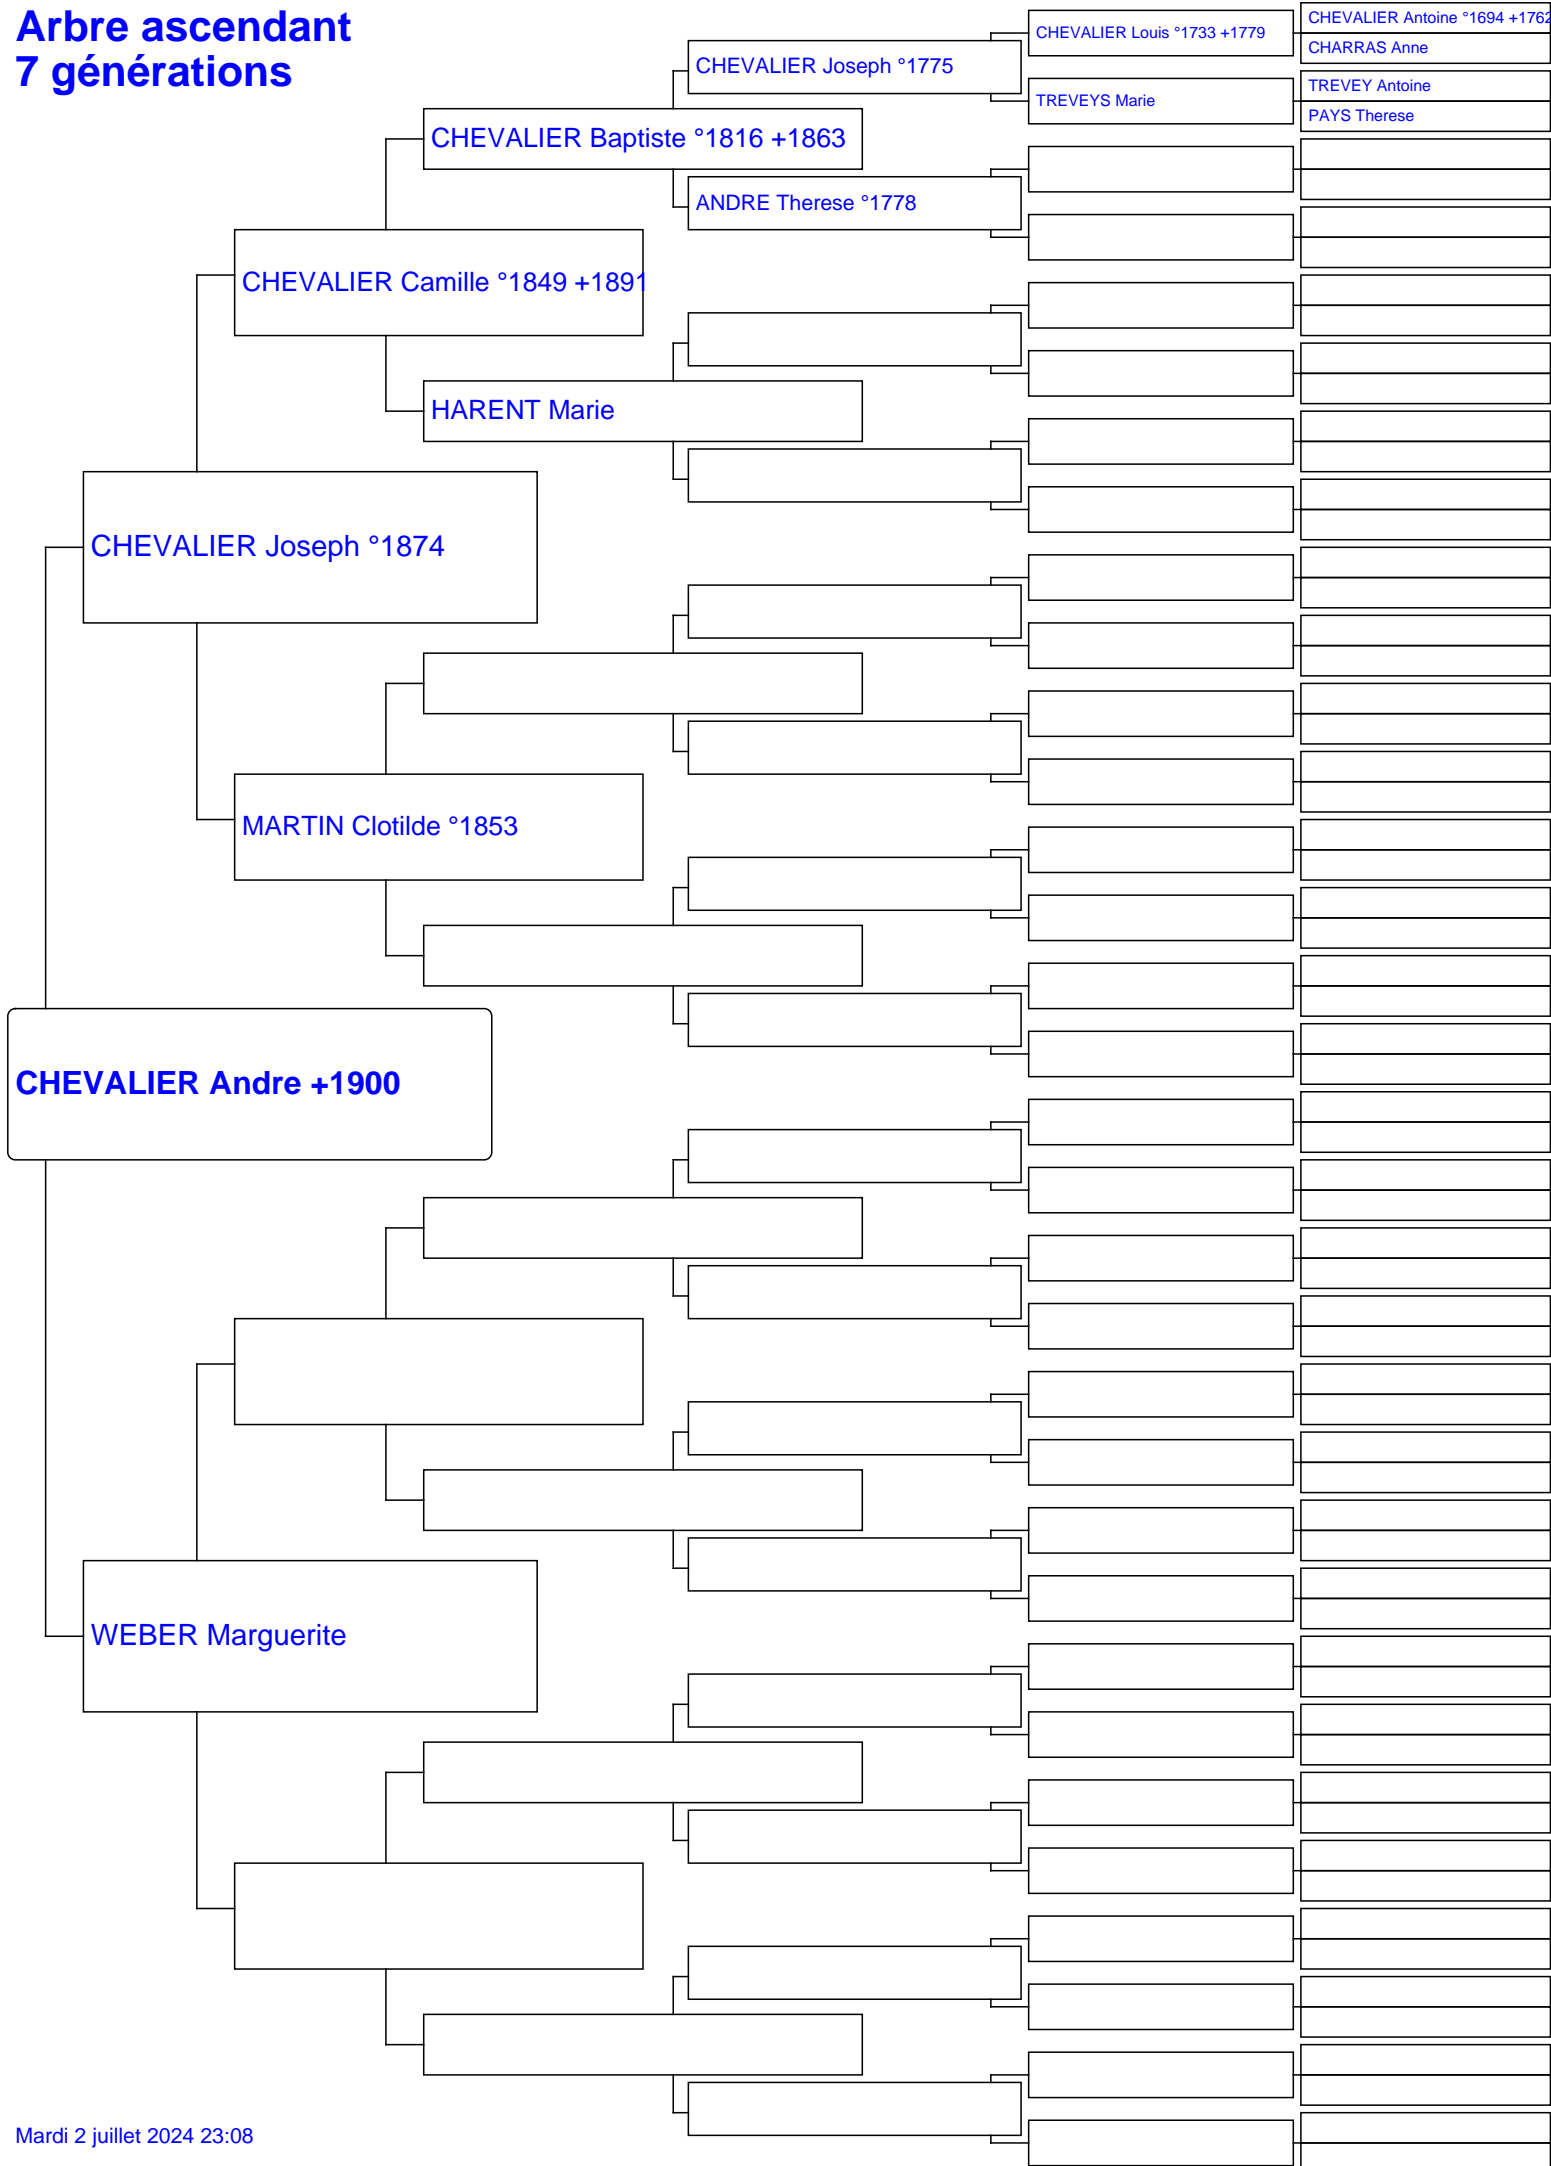 Arbre ascendant
7 générations
CHEVALIER Louis °1733 +1779
CHEVALIER Antoine °1694 +1762
CHARRAS Anne
CHEVALIER Joseph °1775
TREVEYS Marie
TREVEY Antoine
PAYS Therese
CHEVALIER Baptiste °1816 +1863
ANDRE Therese °1778
CHEVALIER Camille °1849 +1891
HARENT Marie
CHEVALIER Joseph °1874
MARTIN Clotilde °1853
CHEVALIER Andre +1900
WEBER Marguerite
Mardi 2 juillet 2024 23:08